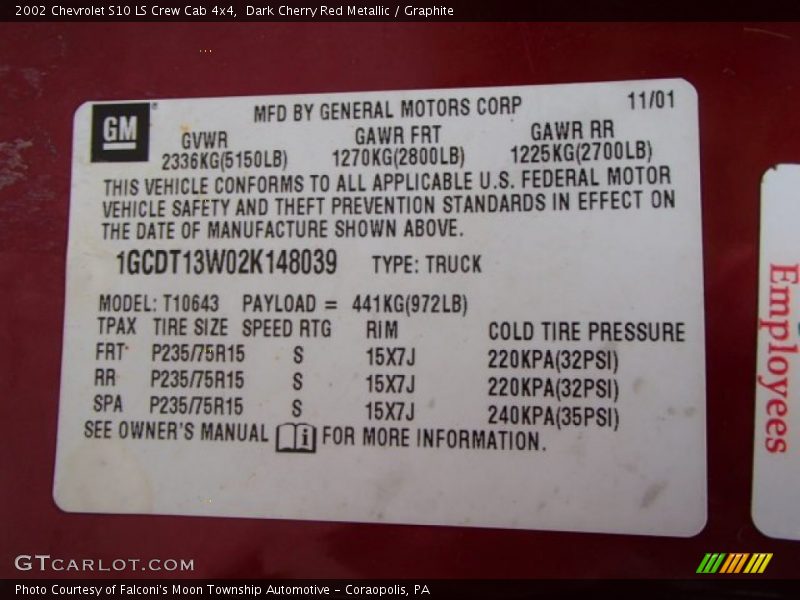 2002 Chevrolet S10 LS Crew Cab 4x4,  Dark Cherry Red Metallic / Graphite
GM
MFD BY GENERAL MOTORS CORP 11/01
GVWR GAWR FRT GAWR RR
2336KG(5150LB) 1270KG(2800LB) 1225KG(2700LB)
THIS VEHICLE CONFORMS TO ALL APPLICABLE U.S. FEDERAL MOTOR
VEHICLE SAFETY AND THEFT PREVENTION STANDARDS IN EFFECT ON
THE DATE OF MANUFACTURE SHOWN ABOVE.
1GCDT13W02K148039 TYPE: TRUCK
MODEL: T10643 PAYLOAD = 441KG(972LB)
TPAX TIRE SIZE SPEED RTG RIM COLD TIRE PRESSURE
FRT P235/75R15 S 15X7J 220KPA(32PSI)
RR P235/75R15 S 15X7J 220KPA(32PSI)
SPA P235/75R15 S 15X7J 240KPA(35PSI)
SEE OWNER'S MANUAL i FOR MORE INFORMATION.
Employees
GTCARLOT.COM
Photo Courtesy of Falconi's Moon Township Automotive - Coraopolis, PA